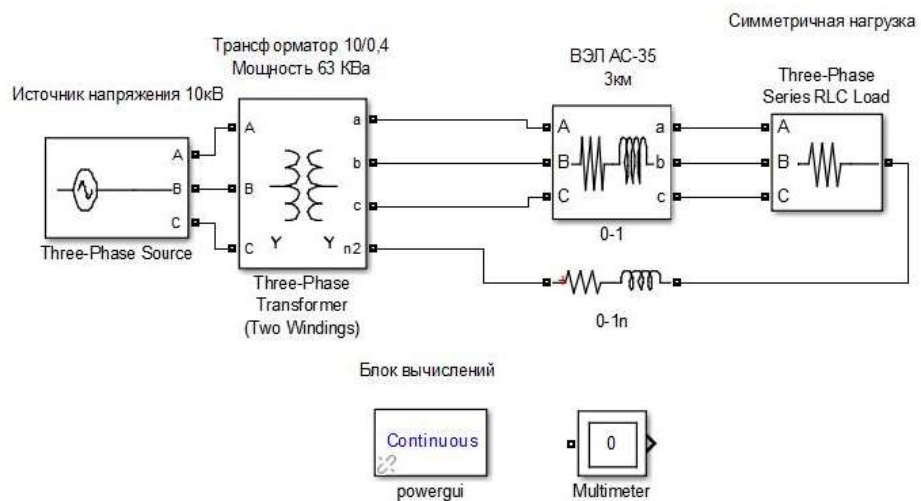 Симметричная нагрузка
Трансф орматор 10/0,4
Мощность 63 КВа
ВЭЛ АС-35
3км
Three-Phase
Series RLC Load
Источник напряжения 10кВ
A
B
C
Three-Phase Source
A
B
C
a
b
c
n2
Y Y
Three-Phase
Transformer
(Two Windings)
A
B
C
a
b
c
0-1
A
B
C
0-1n
Блок вычислений
Continuous
powergui
0
Multimeter